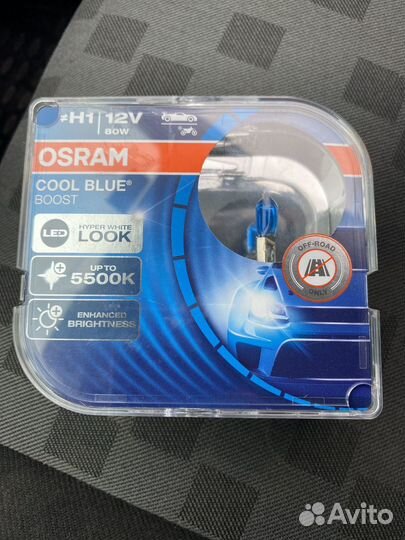 ≠H1 12V
80W
OSRAM
COOL BLUE®
BOOST
LED
HYPER WHITE
LOOK
UP TO
5500K
ENHANCED
BRIGHTNESS
OFF-ROAD
ONLY
Avito